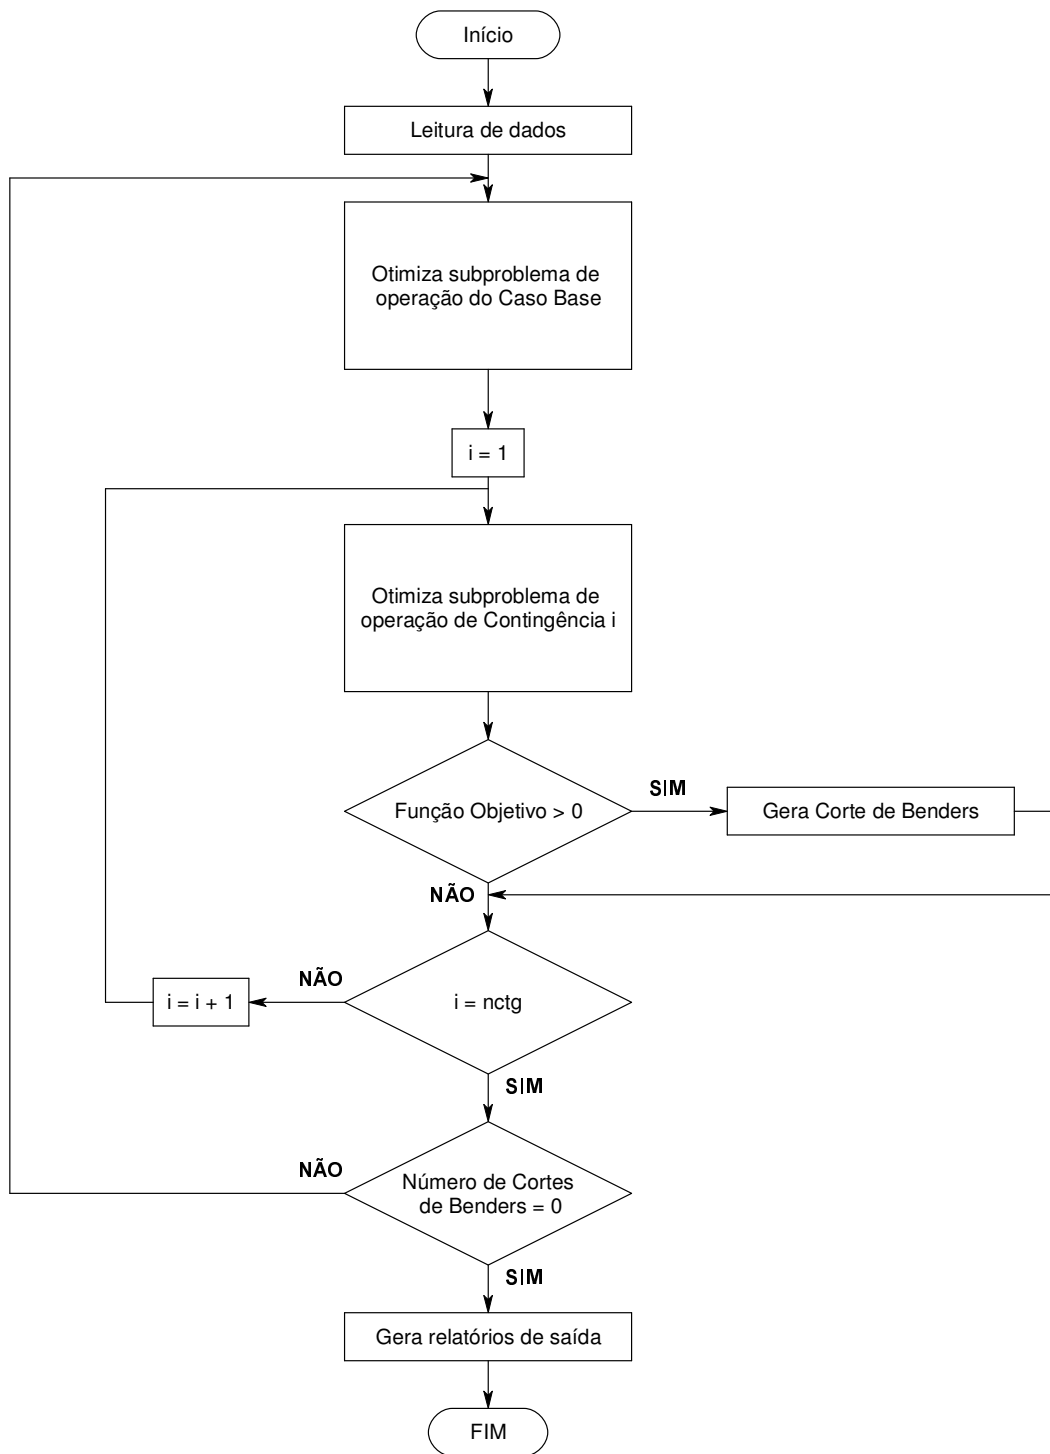 Início
Leitura de dados
Otimiza subproblema de
operação do Caso Base
i = 1
Otimiza subproblema de
operação de Contingência i
Função Objetivo > 0
SIM
Gera Corte de Benders
NÃO
i = nctg
NÃO
i = i + 1
SIM
Número de Cortes
de Benders = 0
NÃO
SIM
Gera relatórios de saída
FIM